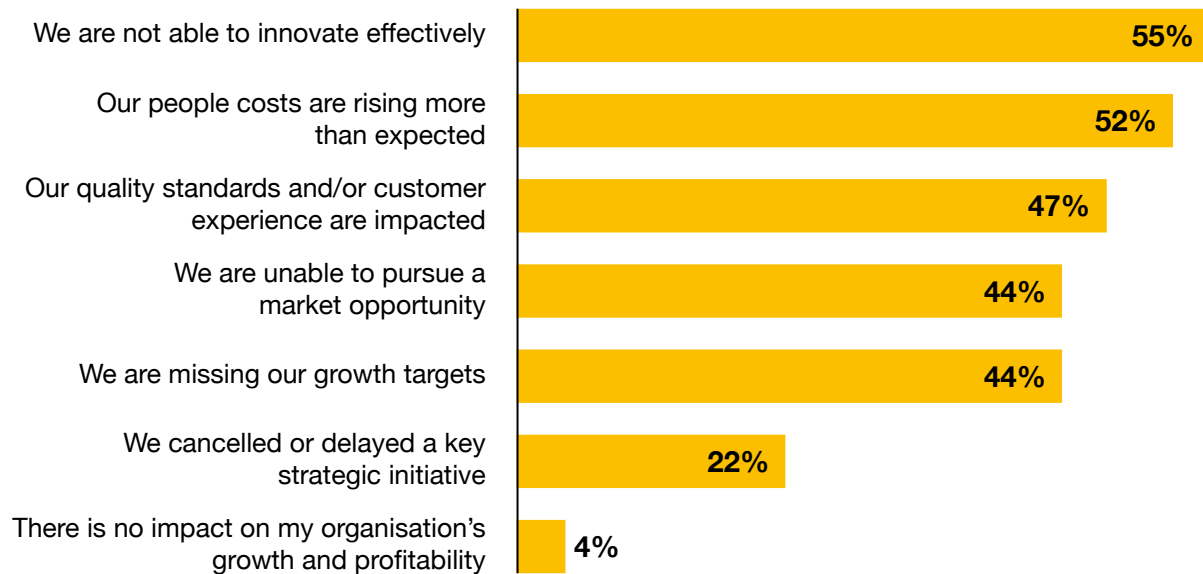 We are not able to innovate effectively
55%
Our people costs are rising more
than expected
52%
Our quality standards and/or customer
experience are impacted
47%
We are unable to pursue a
market opportunity
44%
We are missing our growth targets
44%
We cancelled or delayed a key
strategic initiative
22%
There is no impact on my organisation’s
growth and profitability
4%